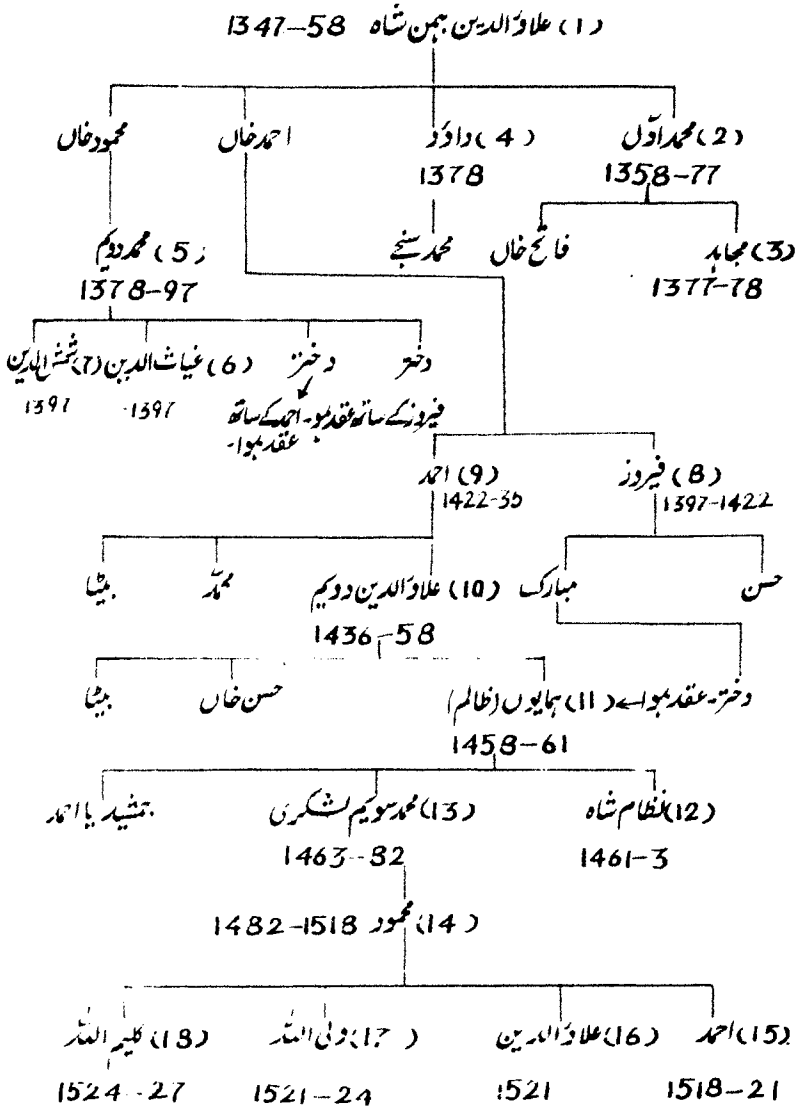 (1) علاؤالدین بہمن شاہ 1347-58
(2) محمد اوّل (4) داؤد احمد خاں محمود خاں
1358-77 1378
(3) مجاہد فاتح خاں محمد سنجے (5) محمد دویم
1377-78 1378-97
دختر دختر (6) غیاث الدین (7) شمس الدین
1397 1397
فیروز کے ساتھ عقد ہوا۔ احمد کے ساتھ
عقد ہوا۔
(8) فیروز (9) احمد
1397-1422 1422-35
حسن مبارک (10) علاؤالدین دویم محمد بیٹا
1436-58
دختر۔ عقد ہوا← (11) ہمایوں (ظالم) حسن خاں بیٹا
1458-61
(12) نظام شاہ (13) محمد سویم لشکری جمشید یا احمد
1461-3 1463-82
(14) محمود 1482-1518
(15) احمد (16) علاؤالدین (17) ولی اللہ (18) کلیم اللہ
1518-21 1521 1521-24 1524-27